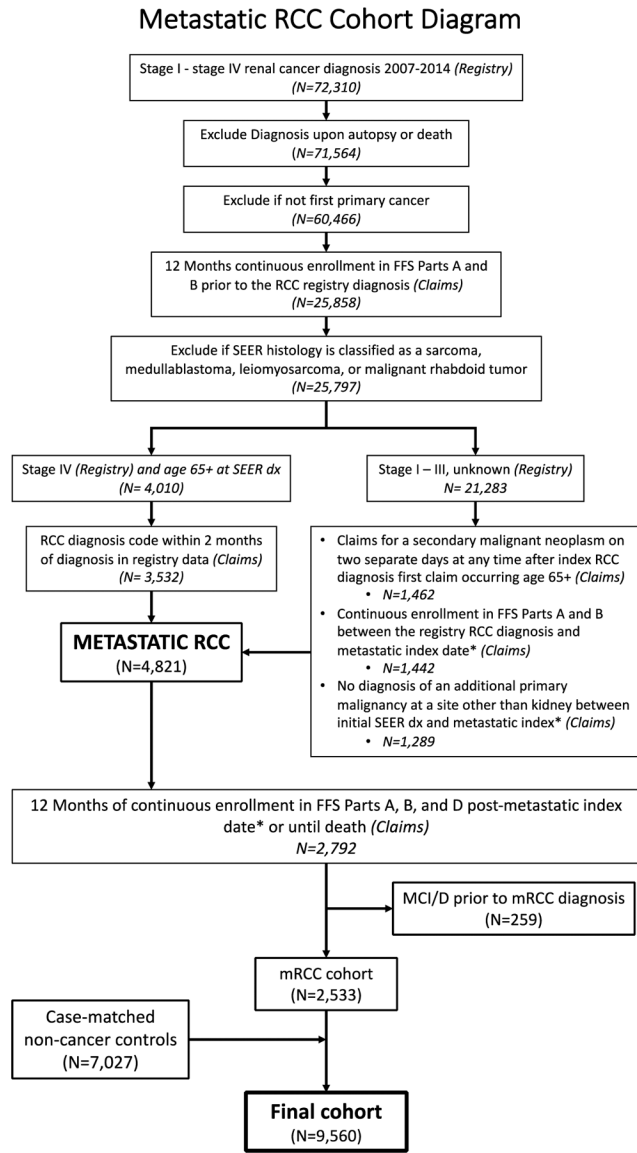 Metastatic RCC Cohort Diagram
Stage I - stage IV renal cancer diagnosis 2007-2014 (Registry)
(N=72,310)
Exclude Diagnosis upon autopsy or death
(N=71,564)
Exclude if not first primary cancer
(N=60,466)
12 Months continuous enrollment in FFS Parts A and
B prior to the RCC registry diagnosis (Claims)
(N=25,858)
Exclude if SEER histology is classified as a sarcoma,
medullablastoma, leiomyosarcoma, or malignant rhabdoid tumor
(N=25,797)
Stage IV (Registry) and age 65+ at SEER dx
(N= 4,010)
RCC diagnosis code within 2 months
of diagnosis in registry data (Claims)
(N= 3,532)
Stage I – III, unknown (Registry)
N= 21,283
• Claims for a secondary malignant neoplasm on
two separate days at any time after index RCC
diagnosis first claim occurring age 65+ (Claims)
• N=1,462
• Continuous enrollment in FFS Parts A and B
between the registry RCC diagnosis and
metastatic index date* (Claims)
• N=1,442
• No diagnosis of an additional primary
malignancy at a site other than kidney between
initial SEER dx and metastatic index* (Claims)
• N=1,289
METASTATIC RCC
(N=4,821)
12 Months of continuous enrollment in FFS Parts A, B, and D post-metastatic index
date* or until death (Claims)
N=2,792
MCI/D prior to mRCC diagnosis
(N=259)
mRCC cohort
(N=2,533)
Case-matched
non-cancer controls
(N=7,027)
Final cohort
(N=9,560)